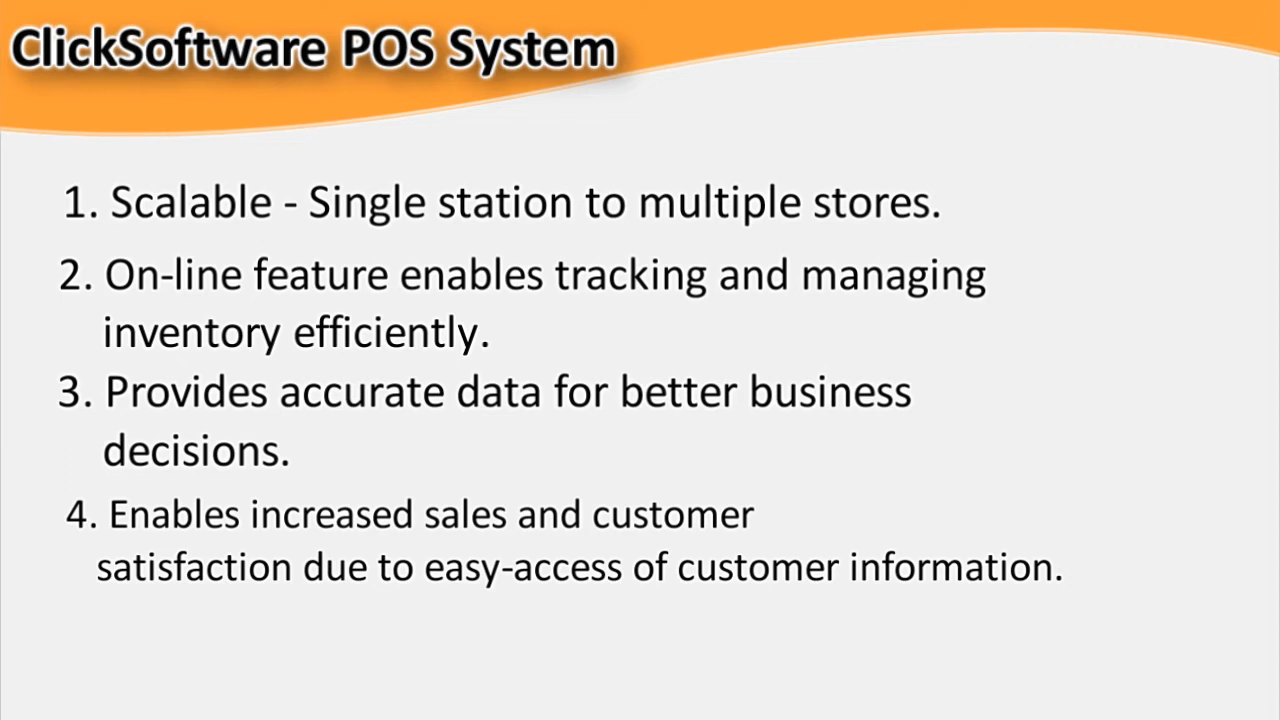 ClickSoftware POS System
1. Scalable - Single station to multiple stores.
2. On-line feature enables tracking and managing
inventory efficiently.
3. Provides accurate data for better business
decisions.
4. Enables increased sales and customer
satisfaction due to easy-access of customer information.